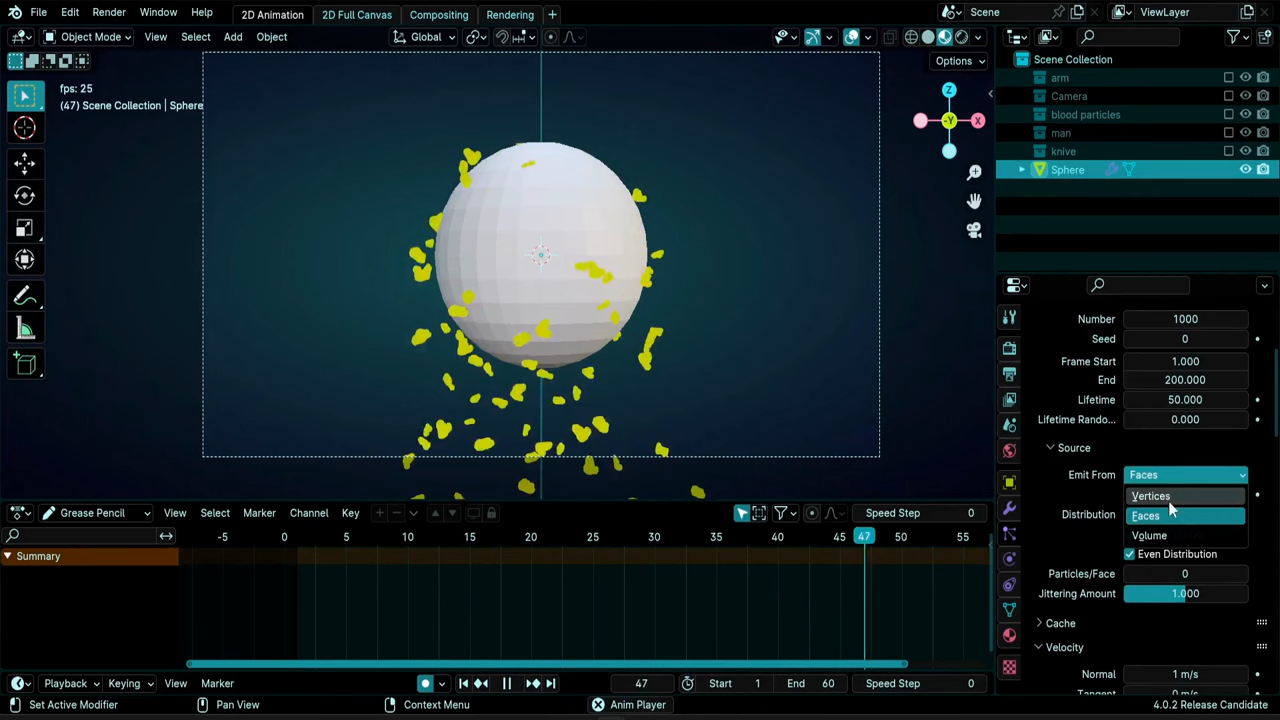 File Edit Render Window Help 2D Animation 2D Full Canvas Compositing Rendering + Scene ViewLayer
Object Mode View Select Add Object Global
Options
fps: 25
(47) Scene Collection | Sphere
Z
-Y
X
Scene Collection
arm
Camera
blood particles
man
knive
Sphere
Number 1000
Seed 0
Frame Start 1.000
End 200.000
Lifetime 50.000
Lifetime Rando... 0.000
Source
Emit From Faces
Vertices
Distribution Faces
Volume
Even Distribution
Particles/Face 0
Jittering Amount 1.000
Cache
Velocity
Normal 1 m/s
Grease Pencil View Select Marker Channel Key Speed Step 0
-5 0 5 10 15 20 25 30 35 40 45 47 50 55
Summary
Playback Keying View Marker 47 Start 1 End 60 Speed Step 0
Set Active Modifier Pan View Context Menu Anim Player 4.0.2 Release Candidate